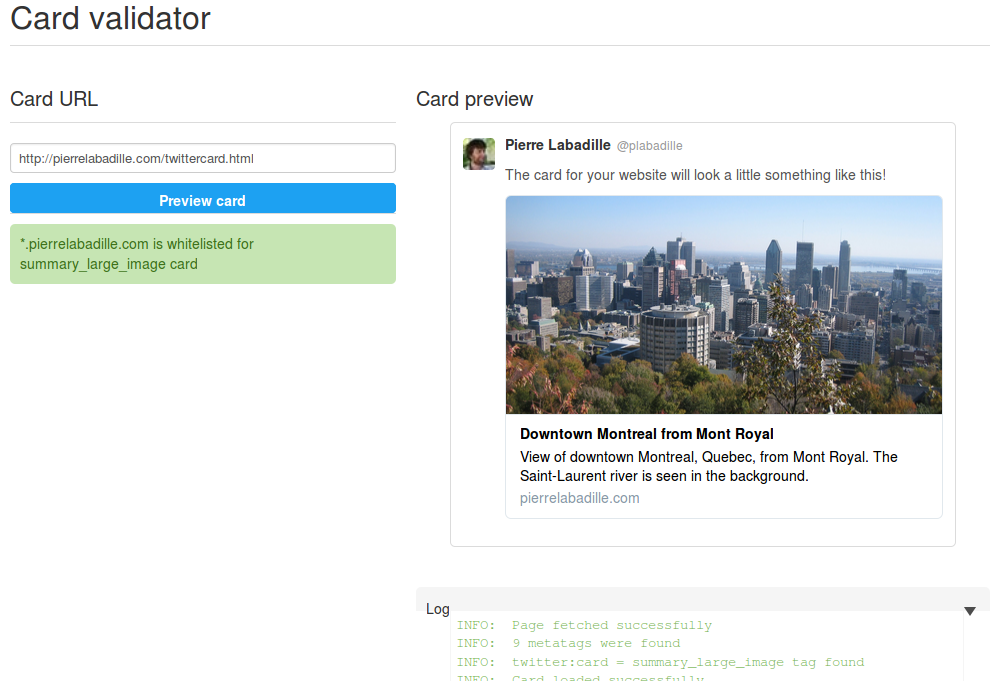 Card validator
Card URL
http://pierrelabadille.com/twittercard.html
Preview card
*.pierrelabadille.com is whitelisted for
summary_large_image card
Card preview
Pierre Labadille @plabadille
The card for your website will look a little something like this!
Downtown Montreal from Mont Royal
View of downtown Montreal, Quebec, from Mont Royal. The
Saint-Laurent river is seen in the background.
pierrelabadille.com
Log
INFO: Page fetched successfully
INFO: 9 metatags were found
INFO: twitter:card = summary_large_image tag found
INFO: Card loaded successfully